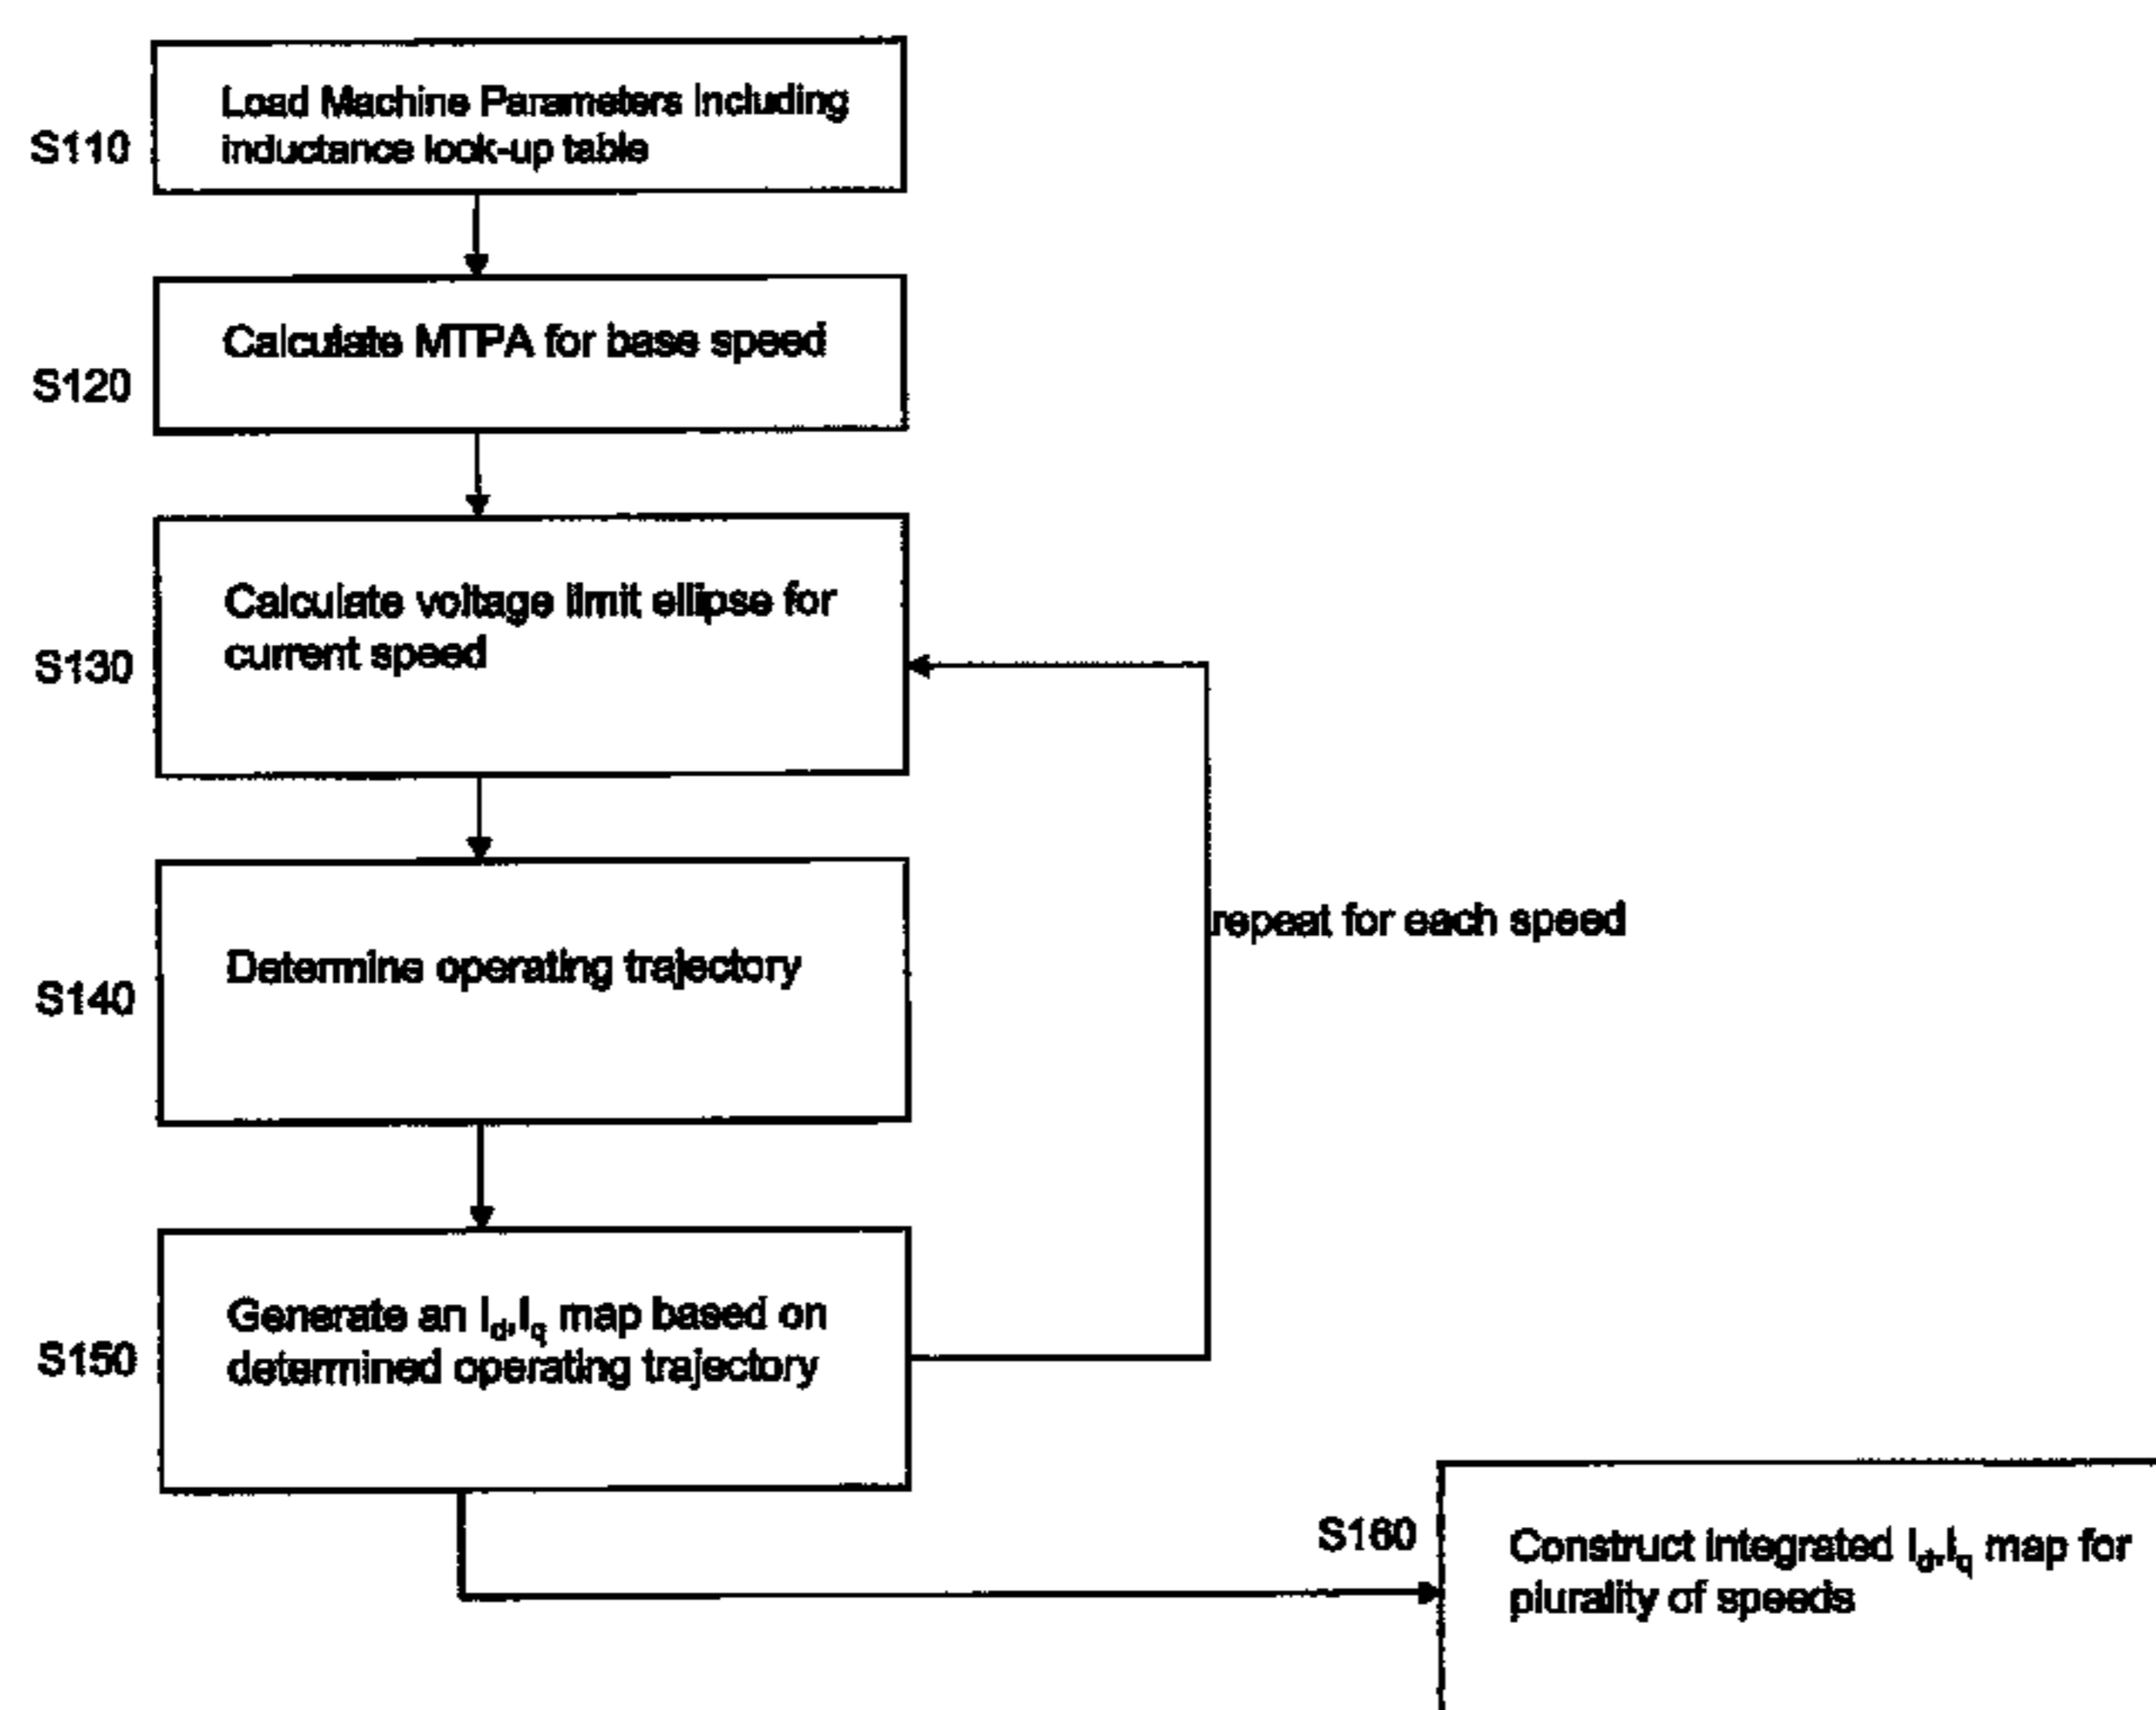 S110
Load Machine Parameters Including
inductance look-up table
S120
Calculate MTPA for base speed
S130
Calculate voltage limit ellipse for
current speed
S140
Determine operating trajectory
repeat for each speed
S150
Generate an Id,Iq map based on
determined operating trajectory
S160
Construct integrated Id,Iq map for
plurality of speeds